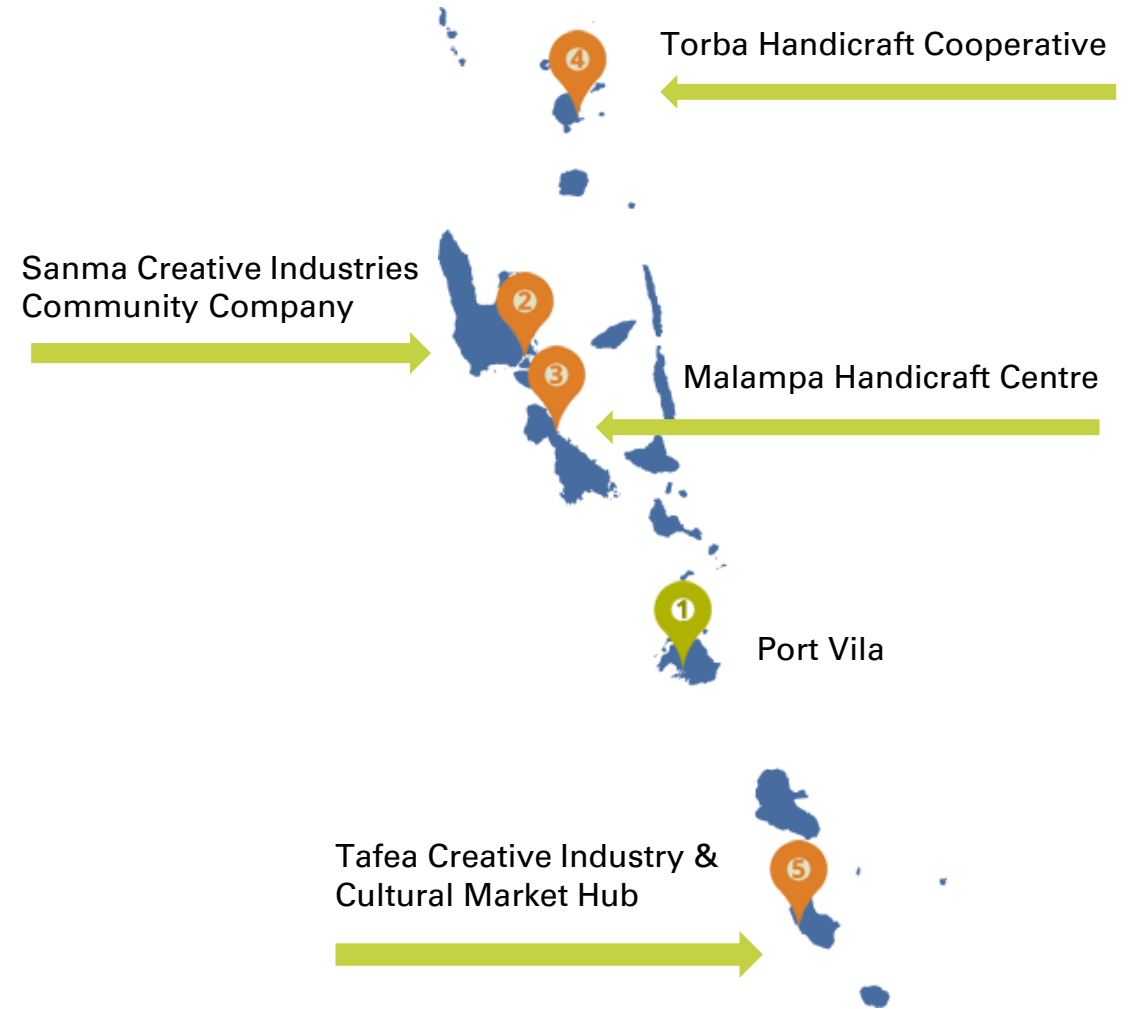 4
Torba Handicraft Cooperative
Sanma Creative Industries
Community Company
2
3
Malampa Handicraft Centre
1
Port Vila
Tafea Creative Industry &
Cultural Market Hub
5